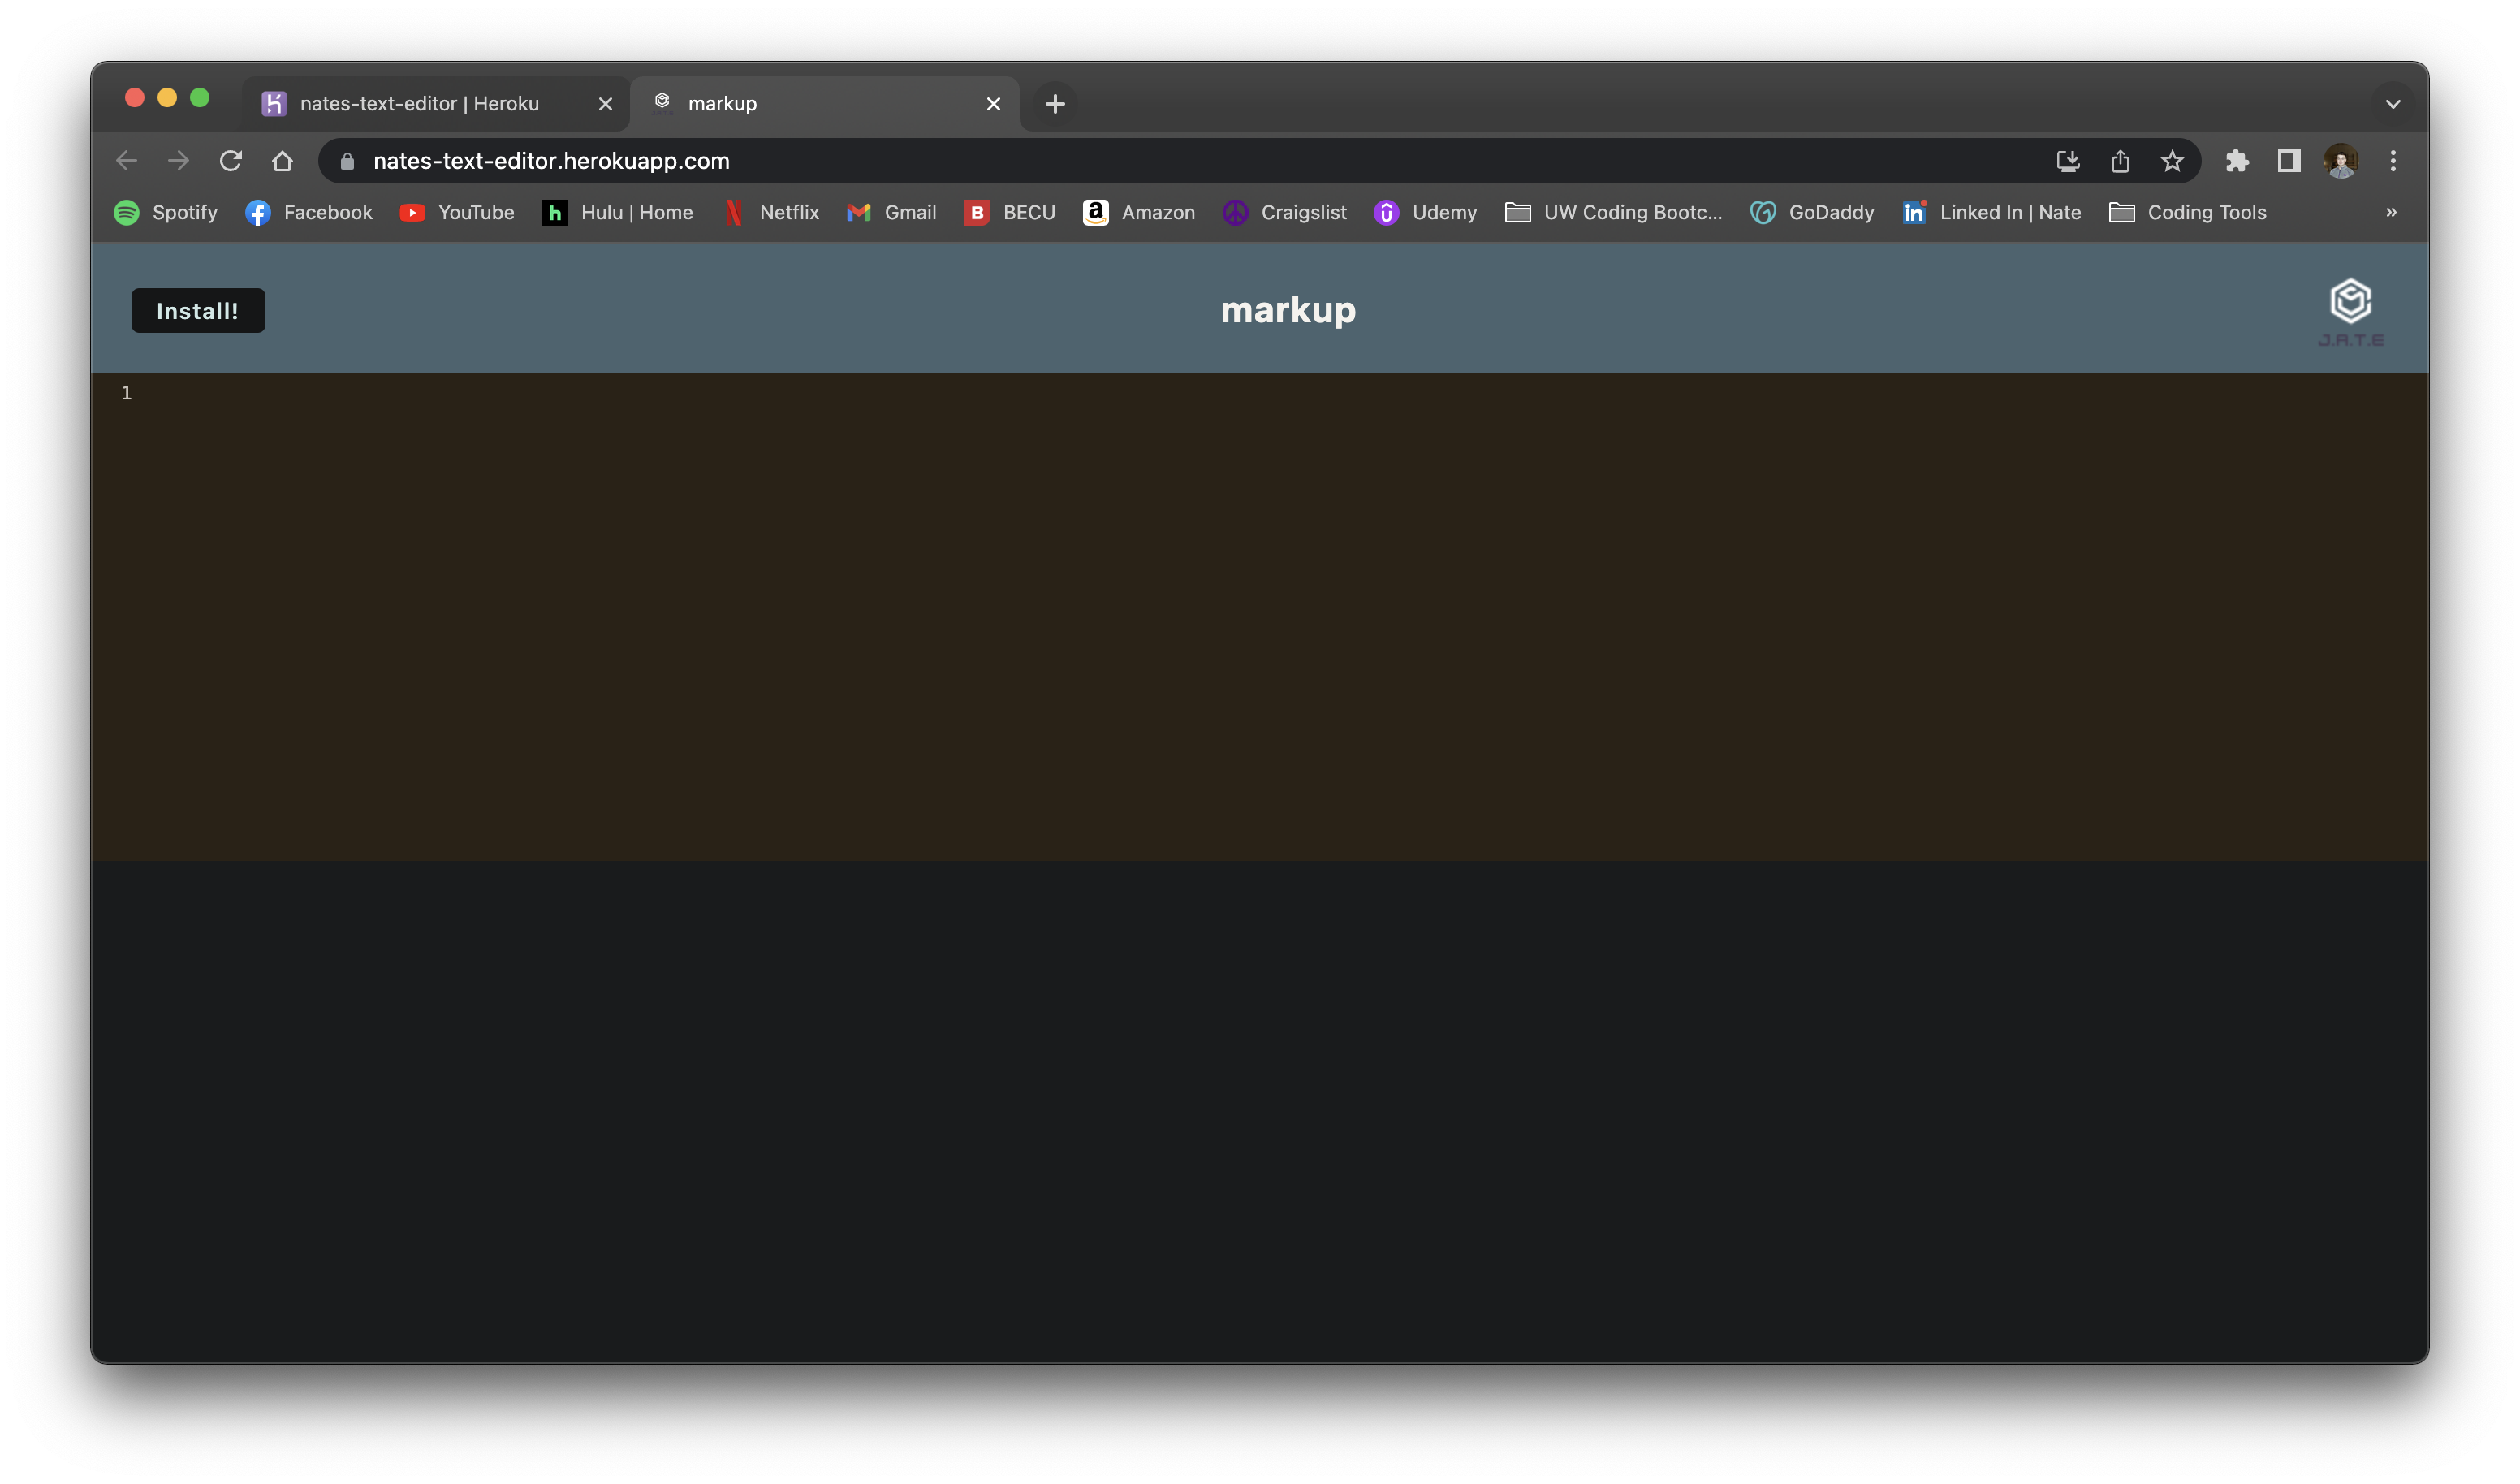 nates-text-editor | Heroku markup
nates-text-editor.herokuapp.com
Spotify Facebook YouTube Hulu | Home Netflix Gmail BECU Amazon Craigslist Udemy UW Coding Bootc... GoDaddy Linked In | Nate Coding Tools »
Install! markup
J.A.T.E
1